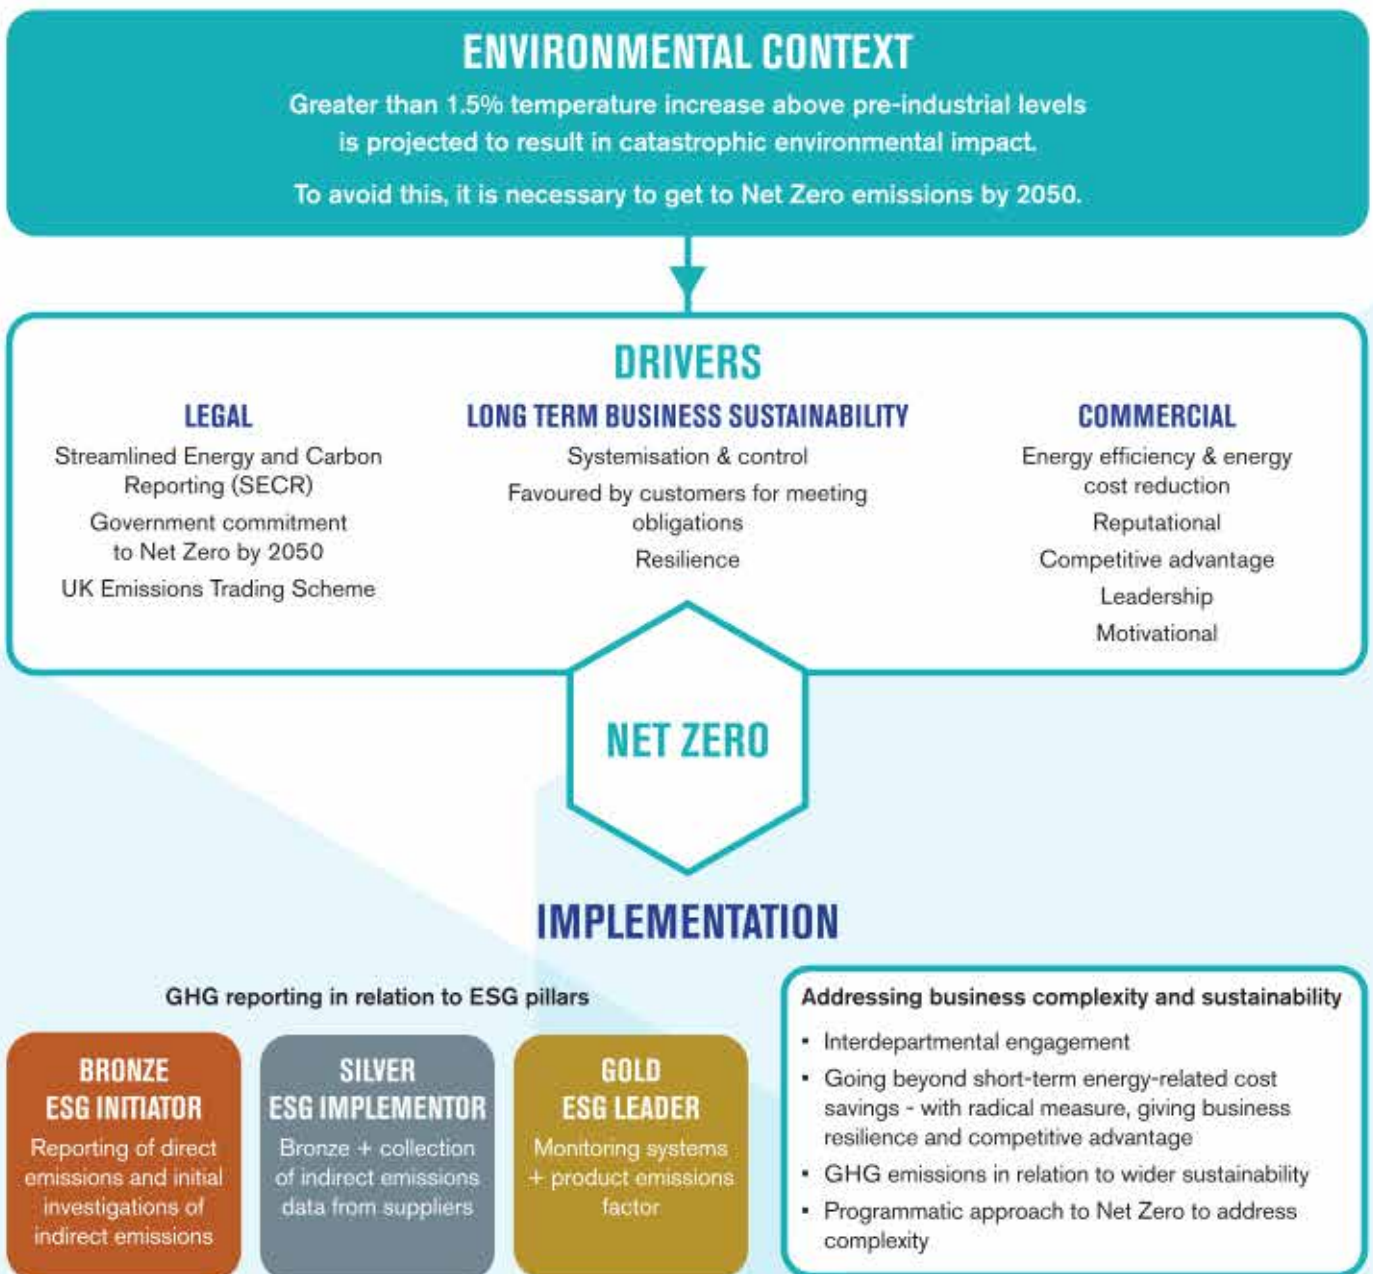 ENVIRONMENTAL CONTEXT
Greater than 1.5% temperature increase above pre-industrial levels
is projected to result in catastrophic environmental impact.
To avoid this, it is necessary to get to Net Zero emissions by 2050.
DRIVERS
LEGAL
Streamlined Energy and Carbon
Reporting (SECR)
Government commitment
to Net Zero by 2050
UK Emissions Trading Scheme
LONG TERM BUSINESS SUSTAINABILITY
Systemisation & control
Favoured by customers for meeting
obligations
Resilience
COMMERCIAL
Energy efficiency & energy
cost reduction
Reputational
Competitive advantage
Leadership
Motivational
NET ZERO
IMPLEMENTATION
GHG reporting in relation to ESG pillars
BRONZE
ESG INITIATOR
Reporting of direct
emissions and initial
investigations of
indirect emissions
SILVER
ESG IMPLEMENTOR
Bronze + collection
of indirect emissions
data from suppliers
GOLD
ESG LEADER
Monitoring systems
+ product emissions
factor
Addressing business complexity and sustainability
▪ Interdepartmental engagement
▪ Going beyond short-term energy-related cost
savings - with radical measure, giving business
resilience and competitive advantage
▪ GHG emissions in relation to wider sustainability
▪ Programmatic approach to Net Zero to address
complexity